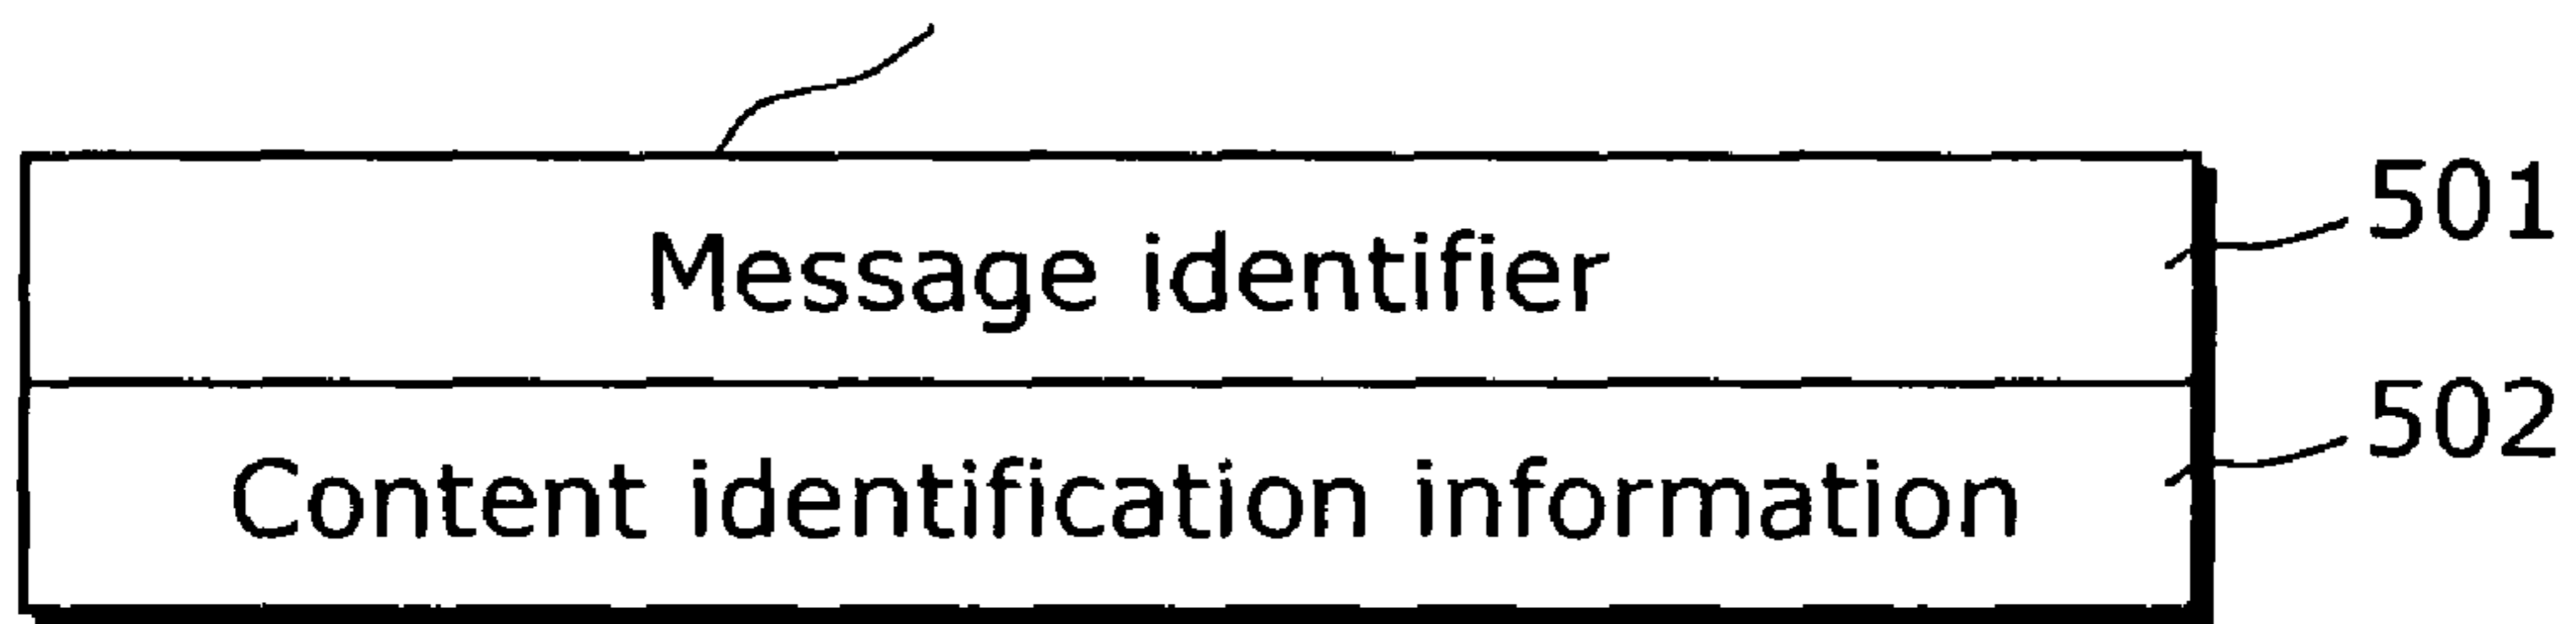 Message identifier 501
Content identification information 502